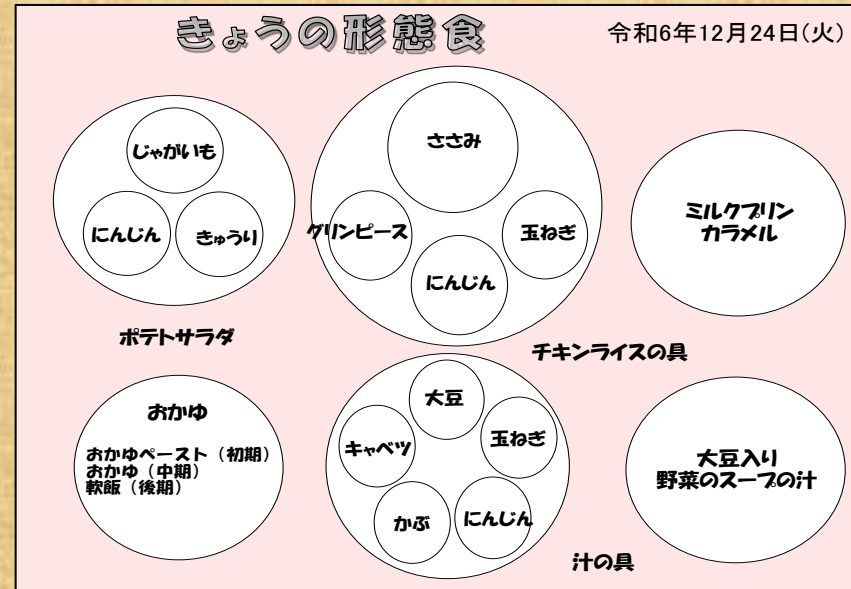 きょうの形態食
令和6年12月24日(火)
じゃがいも
にんじん
きゅうり
ポテトサラダ
ささみ
グリンピース
玉ねぎ
にんじん
チキンライスの具
ミルクプリン
カラメル
おかゆ
おかゆペースト（初期）
おかゆ（中期）
軟飯（後期）
大豆
キャベツ
玉ねぎ
かぶ
にんじん
汁の具
大豆入り
野菜のスープの汁